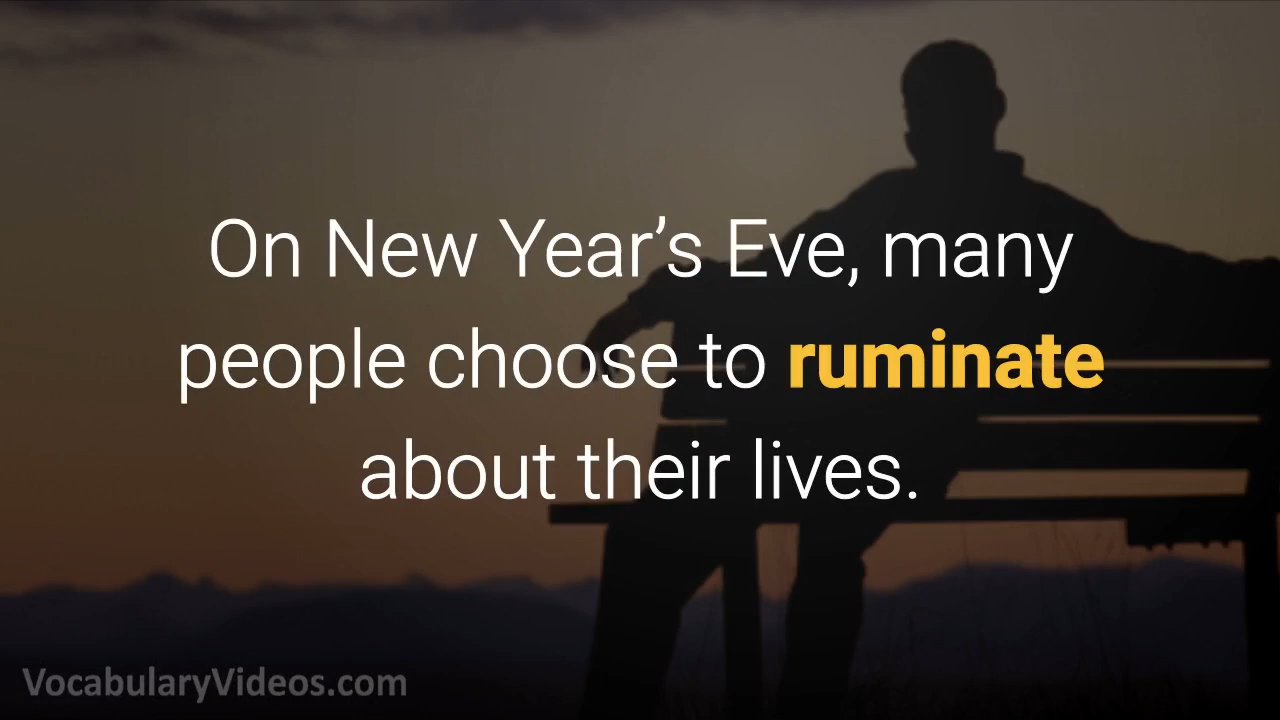 On New Year’s Eve, many
people choose to ruminate
about their lives.
VocabularyVideos.com